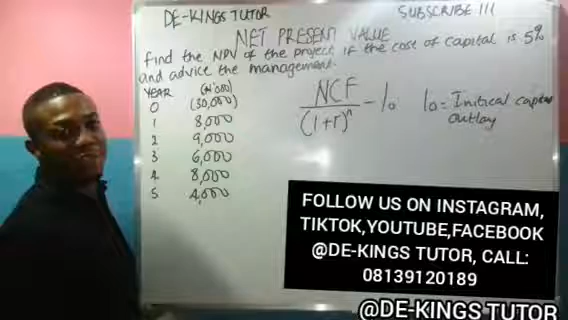 DE-KINGS TUTOR
SUBSCRIBE !!!
NET PRESENT VALUE
find the NPV of the project if the cost of capital is 5%
and advice the management.
YEAR (N'000)
0 (30,000)
1 8,000
2 9,000
3 6,000
4 8,000
5 4,000
NCF
(1+r)^n - Io
Io = Initical capital
outlay
FOLLOW US ON INSTAGRAM,
TIKTOK,YOUTUBE,FACEBOOK
@DE-KINGS TUTOR, CALL:
08139120189
@DE-KINGS TUTOR